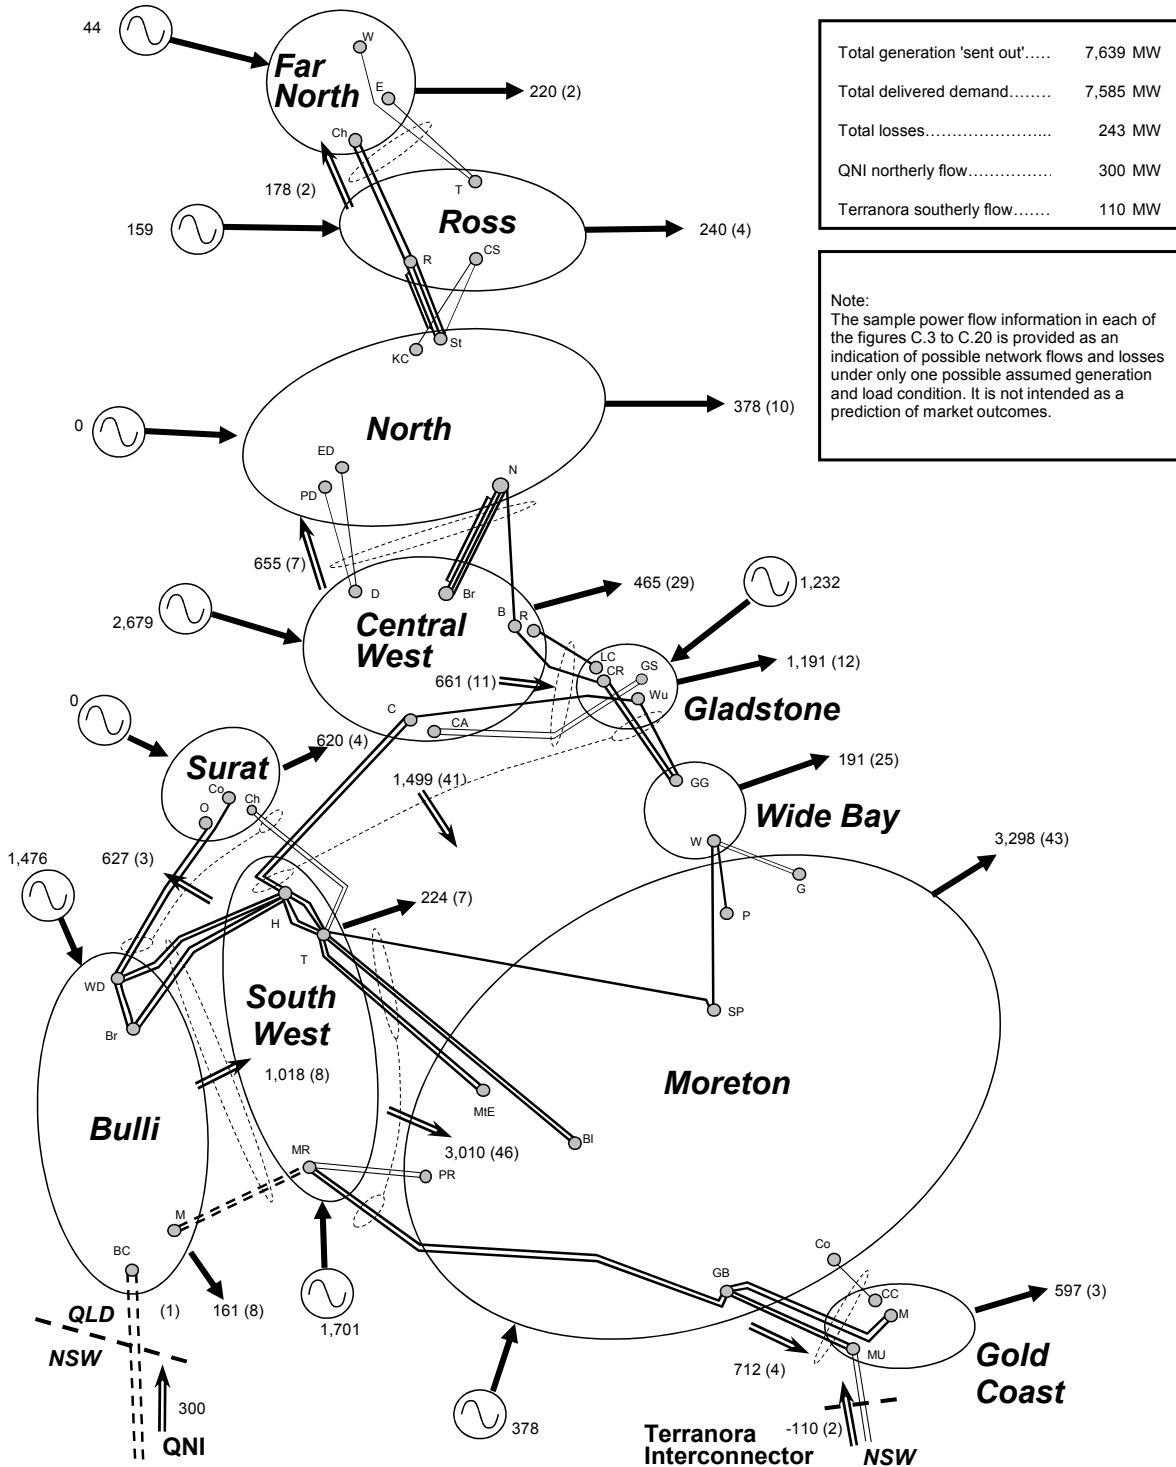 44
W
Far
North
E
220 (2)
Ch
178 (2)
T
159
Ross
240 (4)
R
CS
St
KC
0
North
378 (10)
ED
PD
N
655 (7)
D
Br
2,679
Central
West
465 (29)
1,232
B
R
LC
CR
GS
Wu
1,191 (12)
661 (11)
Gladstone
C
CA
0
620 (4)
Surat
Co
Ch
O
1,499 (41)
GG
191 (25)
Wide Bay
W
G
P
3,298 (43)
1,476
627 (3)
224 (7)
H
T
WD
Br
South
West
1,018 (8)
SP
Moreton
MtE
Bl
Bulli
3,010 (46)
MR
PR
M
BC
(1)
161 (8)
QLD
NSW
1,701
300
QNI
378
Co
GB
CC
M
MU
597 (3)
712 (4)
Gold
Coast
-110 (2)
Terranora
Interconnector
NSW
Total generation 'sent out'..... 7,639 MW
Total delivered demand........ 7,585 MW
Total losses........................ 243 MW
QNI northerly flow................ 300 MW
Terranora southerly flow....... 110 MW
Note:
The sample power flow information in each of
the figures C.3 to C.20 is provided as an
indication of possible network flows and losses
under only one possible assumed generation
and load condition. It is not intended as a
prediction of market outcomes.